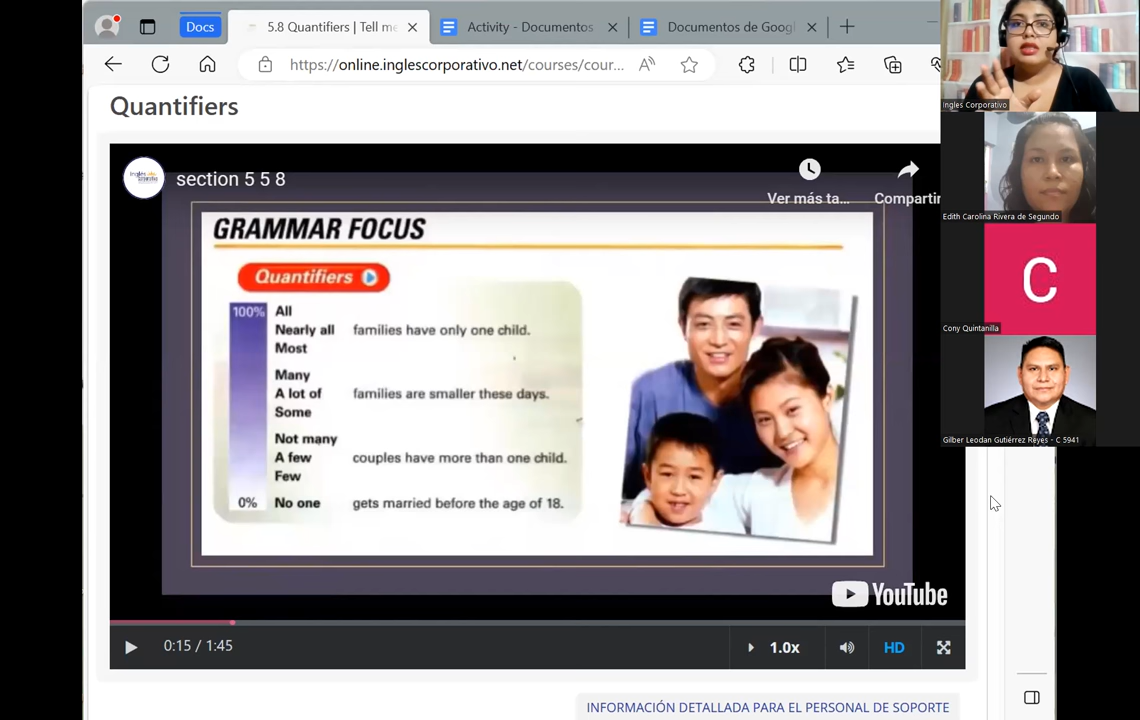 Docs
5.8 Quantifiers | Tell me
Activity - Documentos
Documentos de Googl
https://online.inglescorporativo.net/courses/cour...
Quantifiers
section 5 5 8
Ver más ta...
Compartir
GRAMMAR FOCUS
Quantifiers
100%
All
Nearly all
Most
families have only one child.
Many
A lot of
Some
families are smaller these days.
Not many
A few
Few
couples have more than one child.
0%
No one
gets married before the age of 18.
YouTube
0:15 / 1:45
1.0x
HD
INFORMACIÓN DETALLADA PARA EL PERSONAL DE SOPORTE
Ingles Corporativo
Edith Carolina Rivera de Segundo
C
Cony Quintanilla
Gilber Leodan Gutiérrez Reyes - C 5941